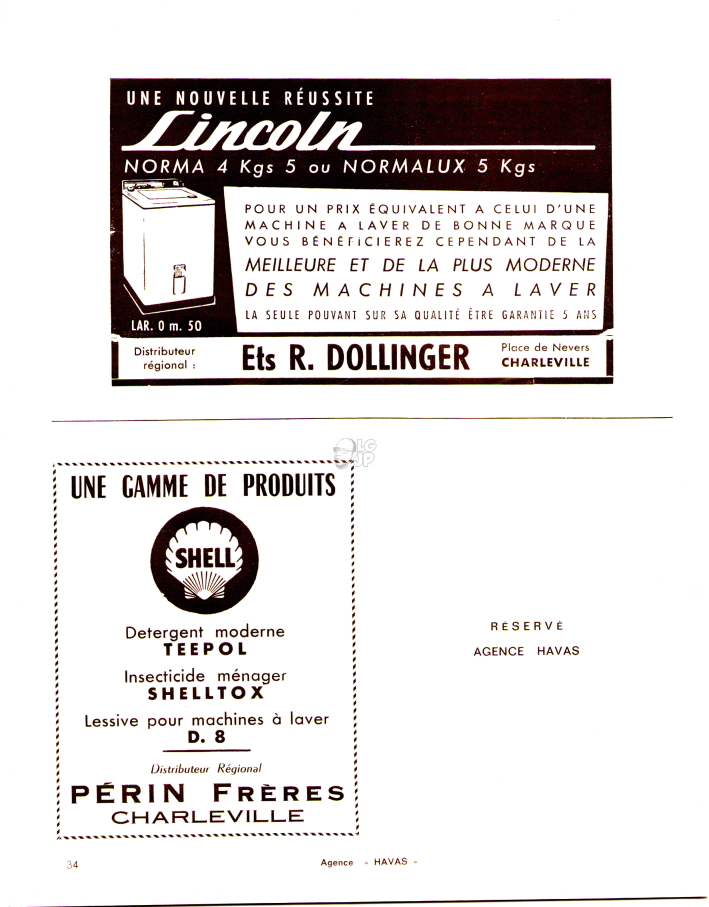 UNE NOUVELLE RÉUSSITE
Lincoln
NORMA 4 Kgs 5 ou NORMALUX 5 Kgs
POUR UN PRIX ÉQUIVALENT A CELUI D'UNE
MACHINE A LAVER DE BONNE MARQUE
VOUS BÉNÉFICIEREZ CEPENDANT DE LA
MEILLEURE ET DE LA PLUS MODERNE
DES MACHINES A LAVER
LA SEULE POUVANT SUR SA QUALITÉ ÊTRE GARANTIE 5 ANS
LAR. 0 m. 50
Distributeur
régional :
Ets R. DOLLINGER
Place de Nevers
CHARLEVILLE
LG
JP
UNE GAMME DE PRODUITS
SHELL
Detergent moderne
TEEPOL
Insecticide ménager
SHELLTOX
Lessive pour machines à laver
D. 8
Distributeur Régional
PÉRIN FRÈRES
CHARLEVILLE
RÉSERVÉ
AGENCE HAVAS
34
Agence « HAVAS »